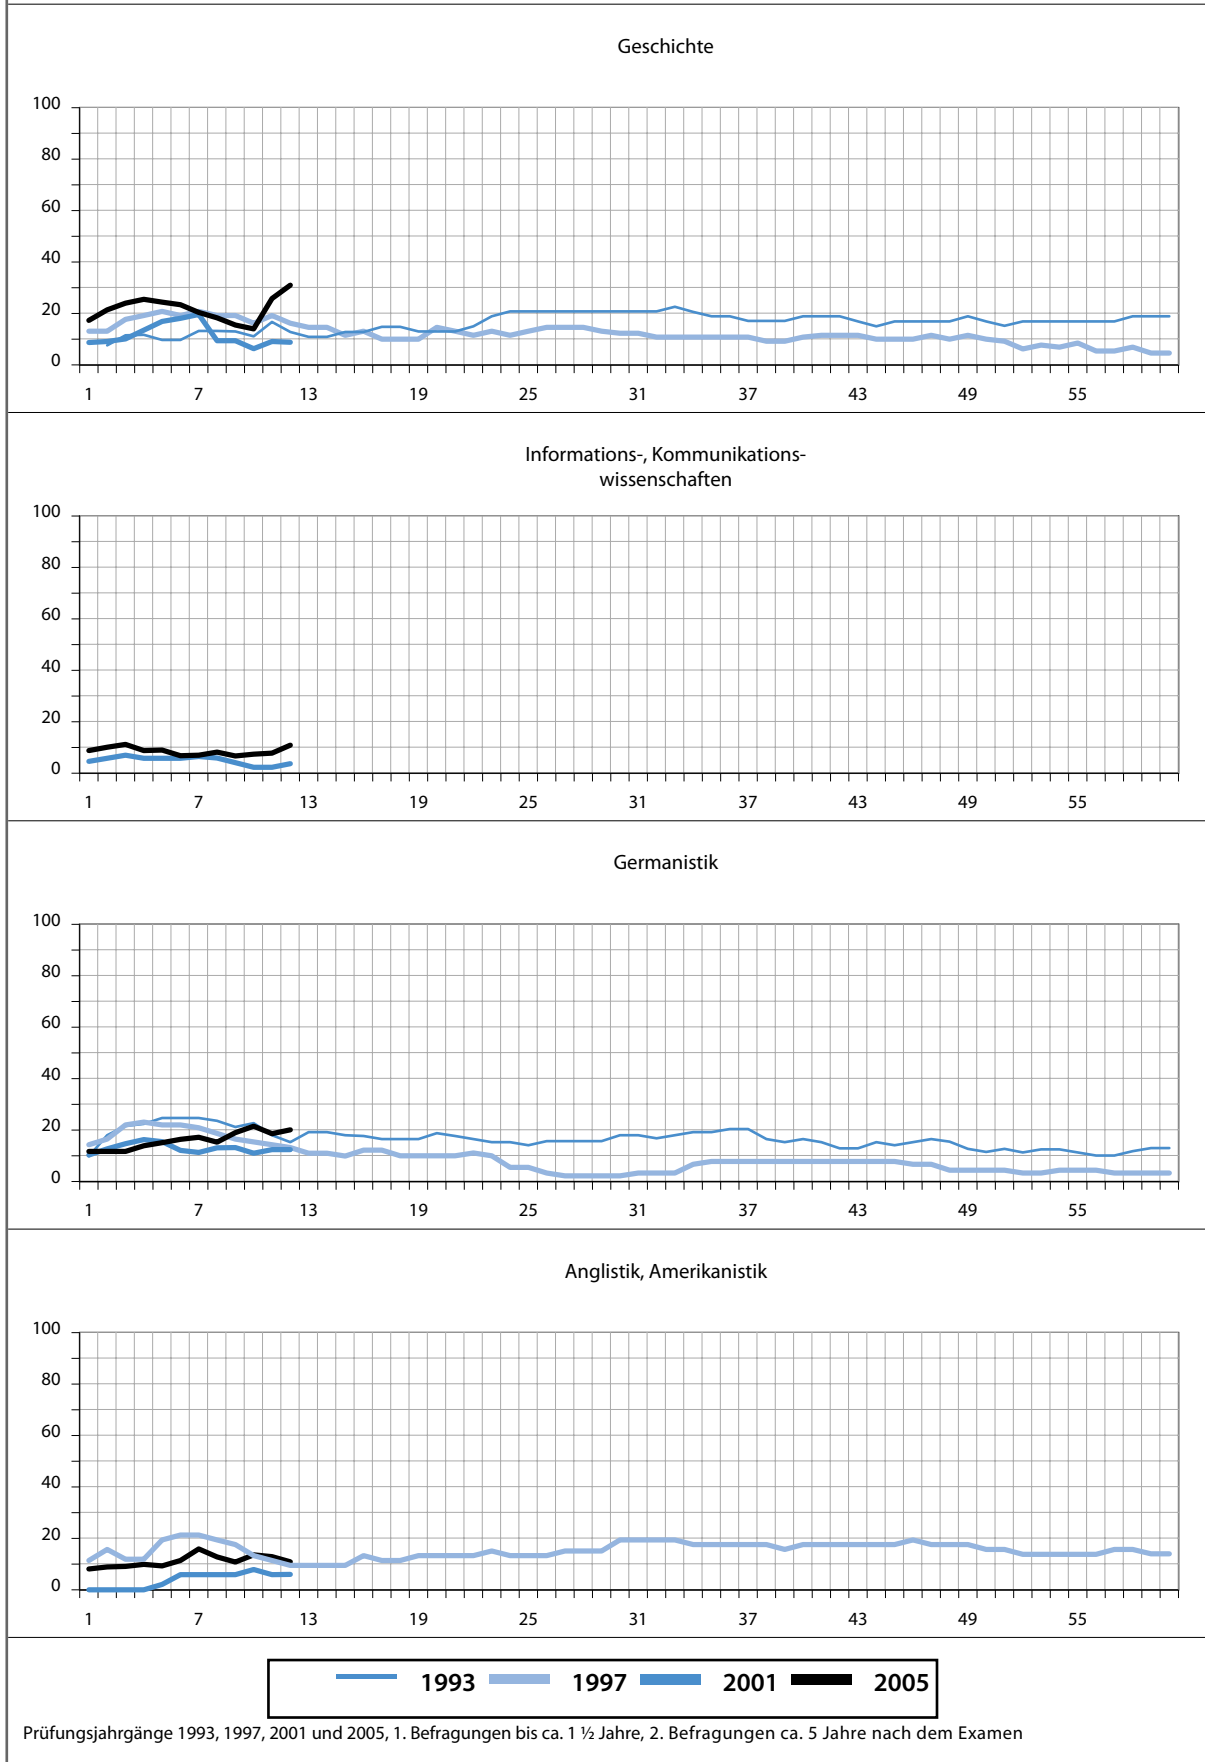 Geschichte
100
80
60
40
20
0
1 7 13 19 25 31 37 43 49 55
Informations-, Kommunikations-
wissenschaften
100
80
60
40
20
0
1 7 13 19 25 31 37 43 49 55
Germanistik
100
80
60
40
20
0
1 7 13 19 25 31 37 43 49 55
Anglistik, Amerikanistik
100
80
60
40
20
0
1 7 13 19 25 31 37 43 49 55
1993 1997 2001 2005
Prüfungsjahrgänge 1993, 1997, 2001 und 2005, 1. Befragungen bis ca. 1 ½ Jahre, 2. Befragungen ca. 5 Jahre nach dem Examen